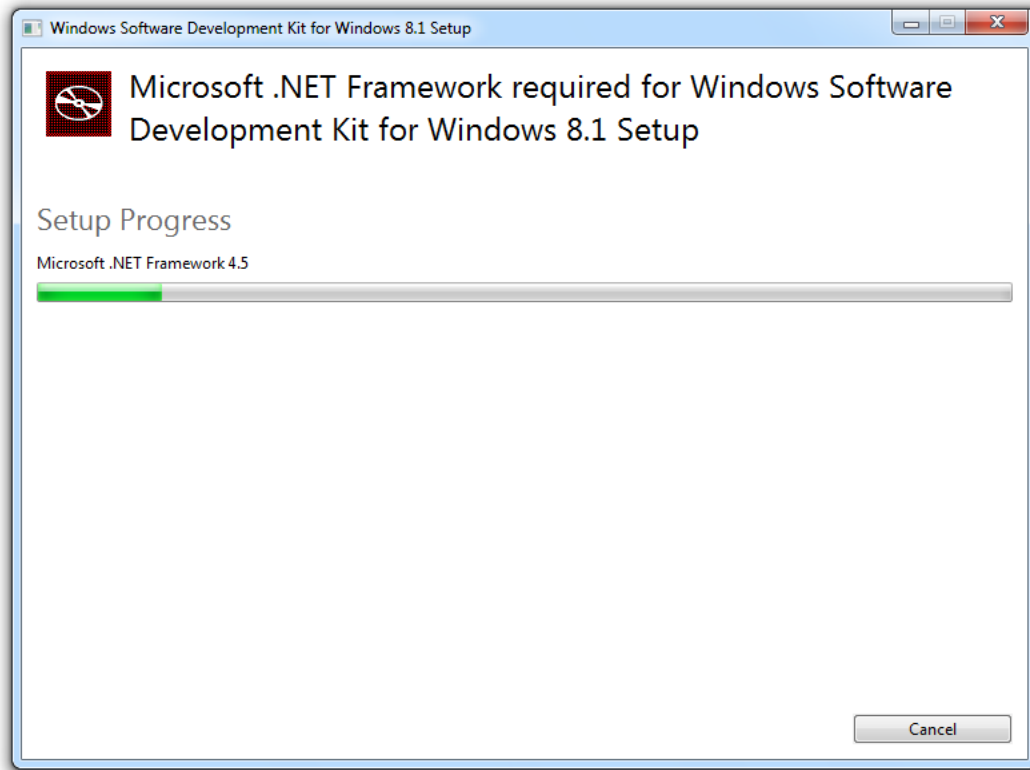 Windows Software Development Kit for Windows 8.1 Setup
Microsoft .NET Framework required for Windows Software
Development Kit for Windows 8.1 Setup
Setup Progress
Microsoft .NET Framework 4.5
Cancel